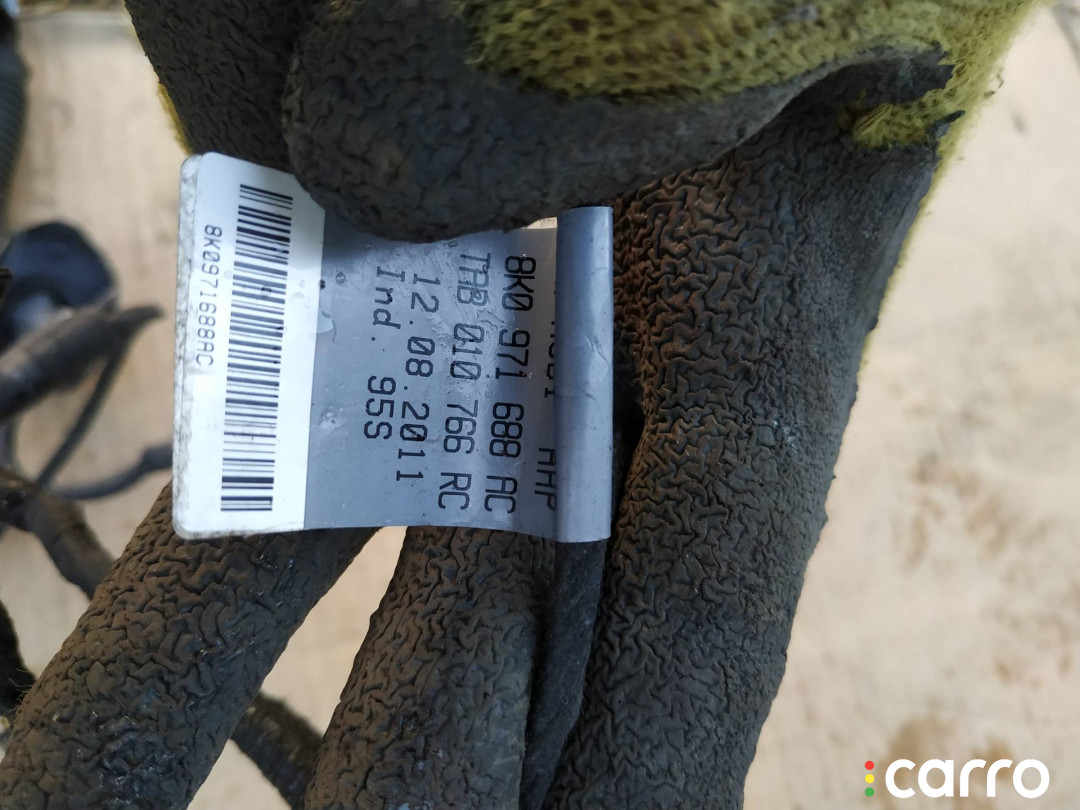 8K0 971 688 AC
TAB 010 766 RC
12.08.2011
Ind. 95S
8K0971688AC
carro